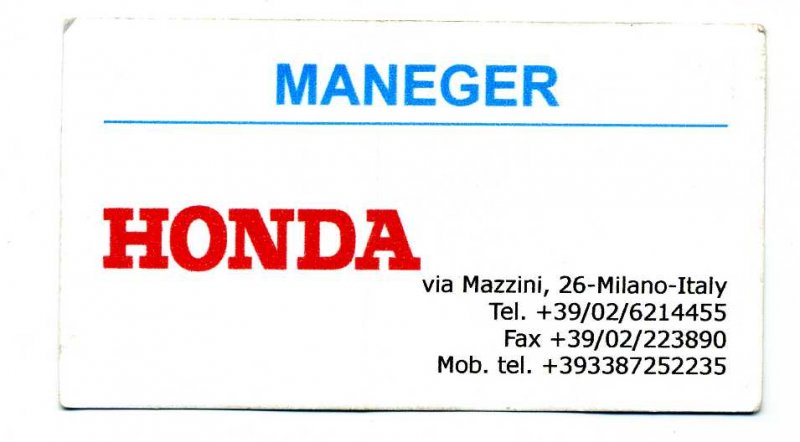 MANEGER
HONDA
via Mazzini, 26-Milano-Italy
Tel. +39/02/6214455
Fax +39/02/223890
Mob. tel. +393387252235